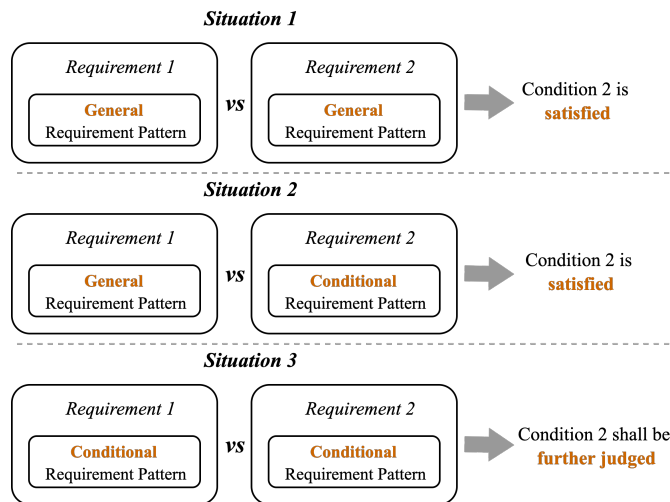 Situation 1
Requirement 1
General
Requirement Pattern
vs
Requirement 2
General
Requirement Pattern
Condition 2 is
satisfied
Situation 2
Requirement 1
General
Requirement Pattern
vs
Requirement 2
Conditional
Requirement Pattern
Condition 2 is
satisfied
Situation 3
Requirement 1
Conditional
Requirement Pattern
vs
Requirement 2
Conditional
Requirement Pattern
Condition 2 shall be
further judged